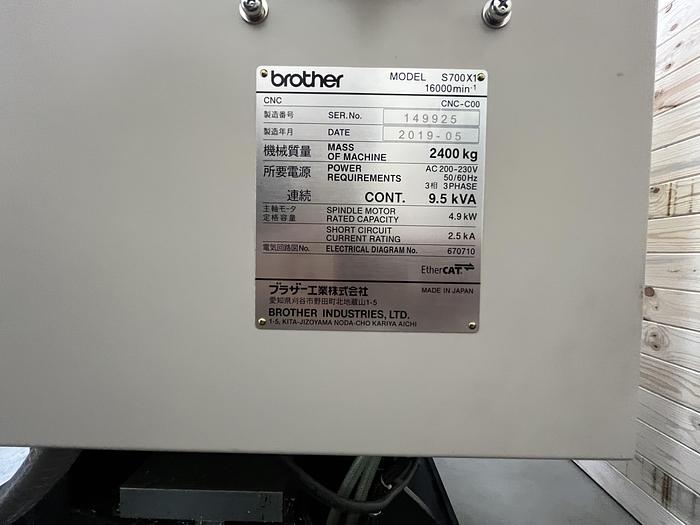 brother MODEL S700X1
16000min-1
CNC CNC-C00
製造番号 SER.No. 149925
製造年月 DATE 2019-05
機械質量 MASS OF MACHINE 2400 kg
所要電源 POWER REQUIREMENTS AC 200-230V
50/60Hz
3相 3PHASE
連続 CONT. 9.5 kVA
主軸モータ 定格容量 SPINDLE MOTOR RATED CAPACITY 4.9 kW
SHORT CIRCUIT CURRENT RATING 2.5 kA
電気回路図No. ELECTRICAL DIAGRAM No. 670710
EtherCAT
ブラザー工業株式会社 MADE IN JAPAN
愛知県刈谷市野田町北地蔵山1-5
BROTHER INDUSTRIES, LTD.
1-5, KITA-JIZOYAMA NODA-CHO KARIYA AICHI